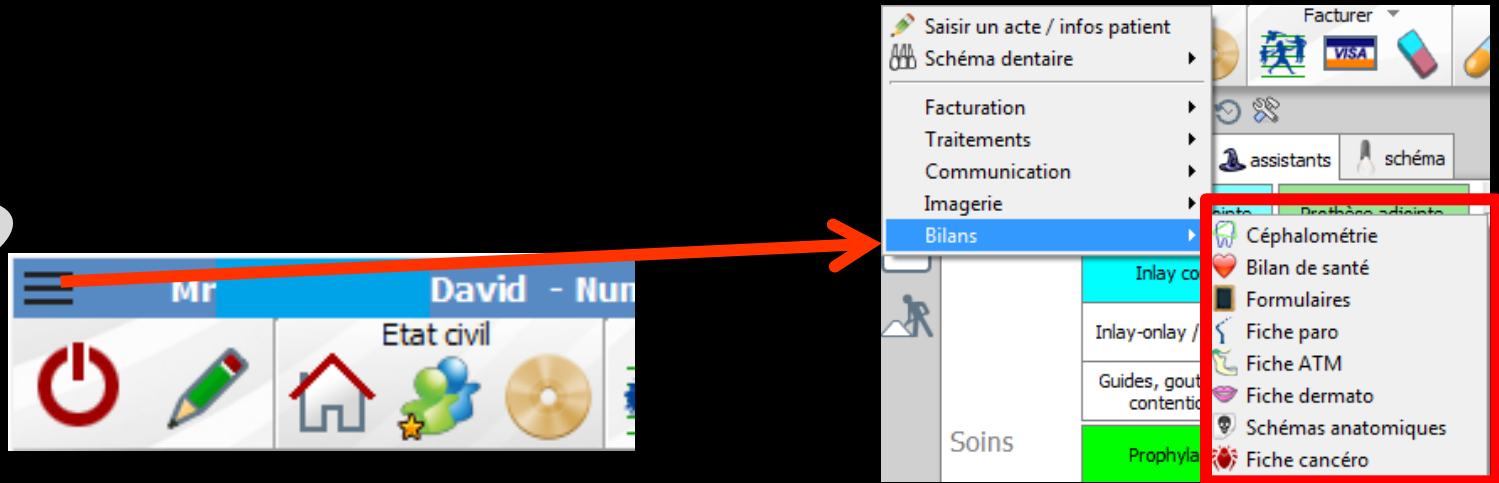 Mr David - Num
Etat civil
Saisir un acte / infos patient
Schéma dentaire
Facturation
Traitements
Communication
Imagerie
Bilans
Facturer
VISA
assistants
schéma
Prothèse adjointe
Céphalométrie
Bilan de santé
Formulaires
Fiche paro
Fiche ATM
Fiche dermato
Schémas anatomiques
Fiche cancéro
Inlay co
Inlay-onlay /
Guides, gout
contentio
Soins
Prophyla